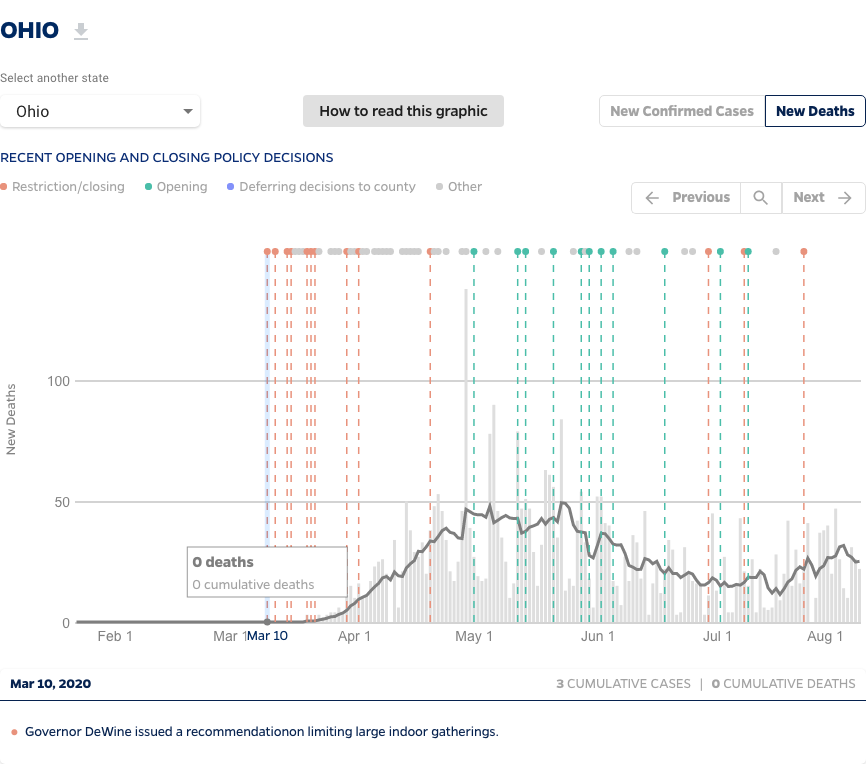 OHIO
Select another state
Ohio
How to read this graphic
New Confirmed Cases
New Deaths
RECENT OPENING AND CLOSING POLICY DECISIONS
Restriction/closing
Opening
Deferring decisions to county
Other
Previous
Next
New Deaths
100
50
0 deaths
0 cumulative deaths
0
Feb 1
Mar 1
Mar 10
Apr 1
May 1
Jun 1
Jul 1
Aug 1
Mar 10, 2020
3 CUMULATIVE CASES | 0 CUMULATIVE DEATHS
Governor DeWine issued a recommendationon limiting large indoor gatherings.